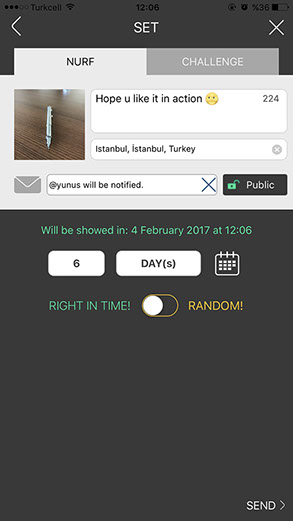 Turkcell 12:06 %36
SET
NURF CHALLENGE
Hope u like it in action 224
Istanbul, İstanbul, Turkey
@yunus will be notified. Public
Will be showed in: 4 February 2017 at 12:06
6 DAY(s)
RIGHT IN TIME! RANDOM!
SEND